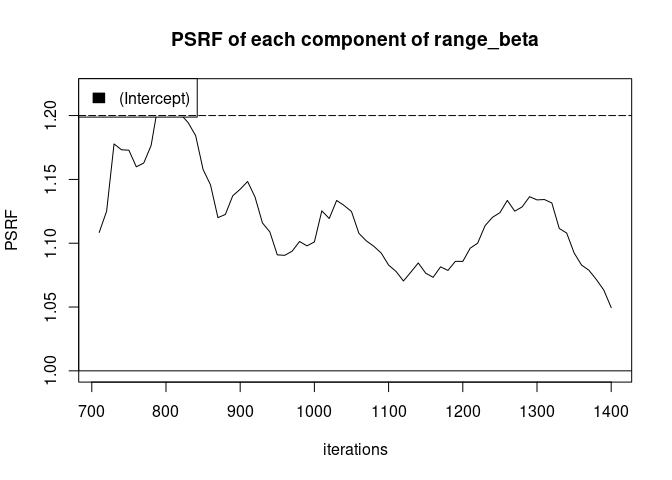 PSRF of each component of range_beta
(Intercept)
PSRF
1.20
1.15
1.10
1.05
1.00
700 800 900 1000 1100 1200 1300 1400
iterations